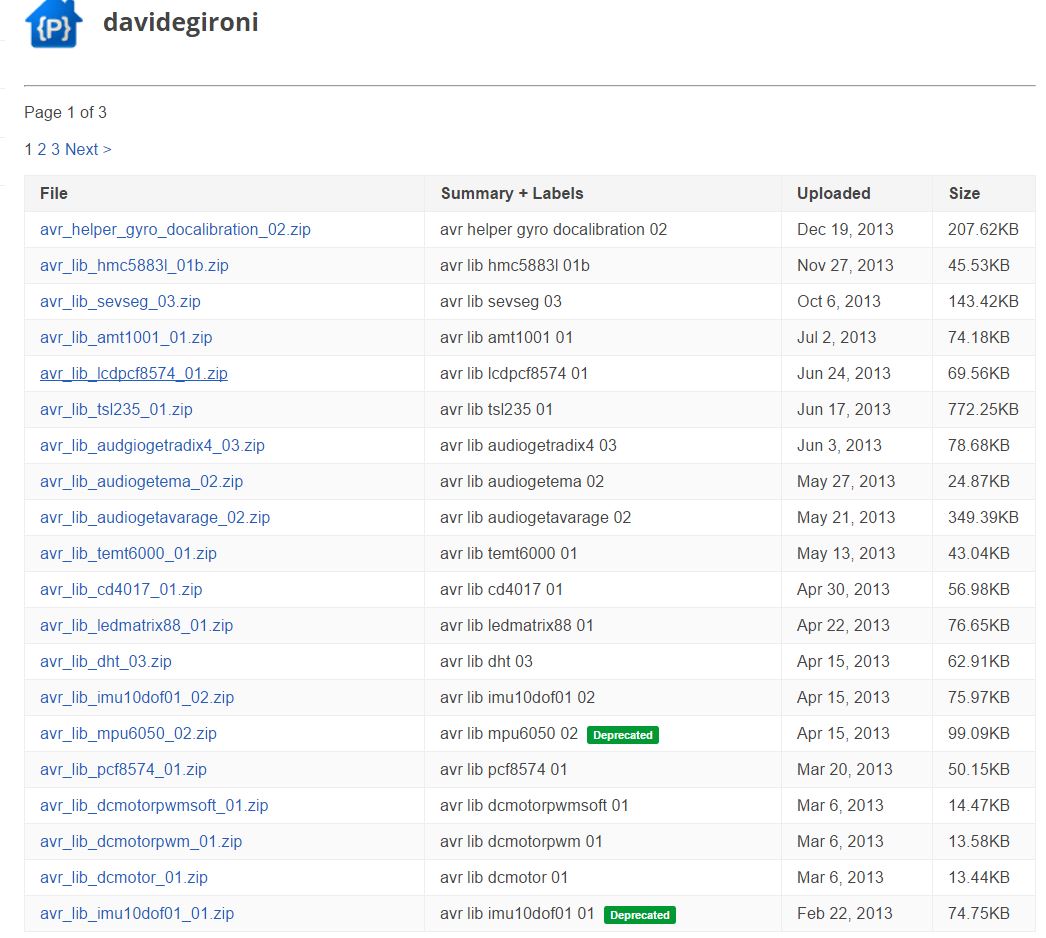 {P}
davidegironi
Page 1 of 3
1 2 3 Next >
File Summary + Labels Uploaded Size
avr_helper_gyro_docalibration_02.zip avr helper gyro docalibration 02 Dec 19, 2013 207.62KB
avr_lib_hmc5883l_01b.zip avr lib hmc5883l 01b Nov 27, 2013 45.53KB
avr_lib_sevseg_03.zip avr lib sevseg 03 Oct 6, 2013 143.42KB
avr_lib_amt1001_01.zip avr lib amt1001 01 Jul 2, 2013 74.18KB
avr_lib_lcdpcf8574_01.zip avr lib lcdpcf8574 01 Jun 24, 2013 69.56KB
avr_lib_tsl235_01.zip avr lib tsl235 01 Jun 17, 2013 772.25KB
avr_lib_audgiogetradix4_03.zip avr lib audiogetradix4 03 Jun 3, 2013 78.68KB
avr_lib_audiogetema_02.zip avr lib audiogetema 02 May 27, 2013 24.87KB
avr_lib_audiogetavarage_02.zip avr lib audiogetavarage 02 May 21, 2013 349.39KB
avr_lib_temt6000_01.zip avr lib temt6000 01 May 13, 2013 43.04KB
avr_lib_cd4017_01.zip avr lib cd4017 01 Apr 30, 2013 56.98KB
avr_lib_ledmatrix88_01.zip avr lib ledmatrix88 01 Apr 22, 2013 76.65KB
avr_lib_dht_03.zip avr lib dht 03 Apr 15, 2013 62.91KB
avr_lib_imu10dof01_02.zip avr lib imu10dof01 02 Apr 15, 2013 75.97KB
avr_lib_mpu6050_02.zip avr lib mpu6050 02 Deprecated Apr 15, 2013 99.09KB
avr_lib_pcf8574_01.zip avr lib pcf8574 01 Mar 20, 2013 50.15KB
avr_lib_dcmotorpwmsoft_01.zip avr lib dcmotorpwmsoft 01 Mar 6, 2013 14.47KB
avr_lib_dcmotorpwm_01.zip avr lib dcmotorpwm 01 Mar 6, 2013 13.58KB
avr_lib_dcmotor_01.zip avr lib dcmotor 01 Mar 6, 2013 13.44KB
avr_lib_imu10dof01_01.zip avr lib imu10dof01 01 Deprecated Feb 22, 2013 74.75KB